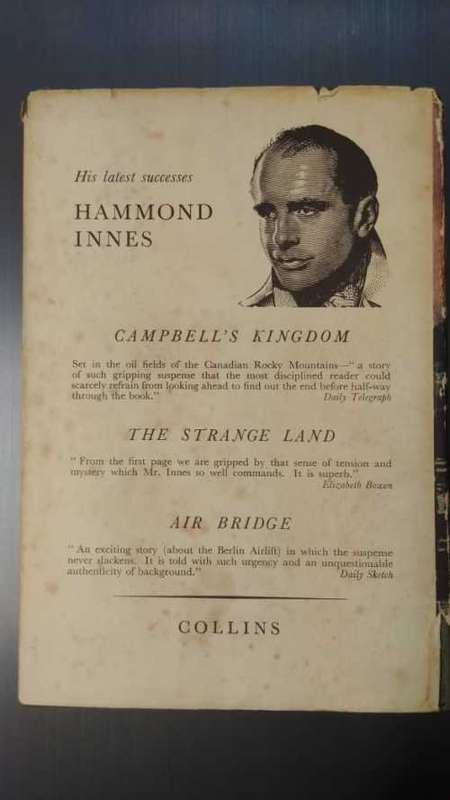 His latest successes
HAMMOND
INNES
CAMPBELL'S KINGDOM
Set in the oil fields of the Canadian Rocky Mountains—"a story
of such gripping suspense that the most disciplined reader could
scarcely refrain from looking ahead to find out the end before half-way
through the book." Daily Telegraph
THE STRANGE LAND
"From the first page we are gripped by that sense of tension and
mystery which Mr. Innes so well commands. It is superb."
Elizabeth Bowen
AIR BRIDGE
"An exciting story (about the Berlin Airlift) in which the suspense
never slackens. It is told with such urgency and an unquestionable
authenticity of background." Daily Sketch
COLLINS